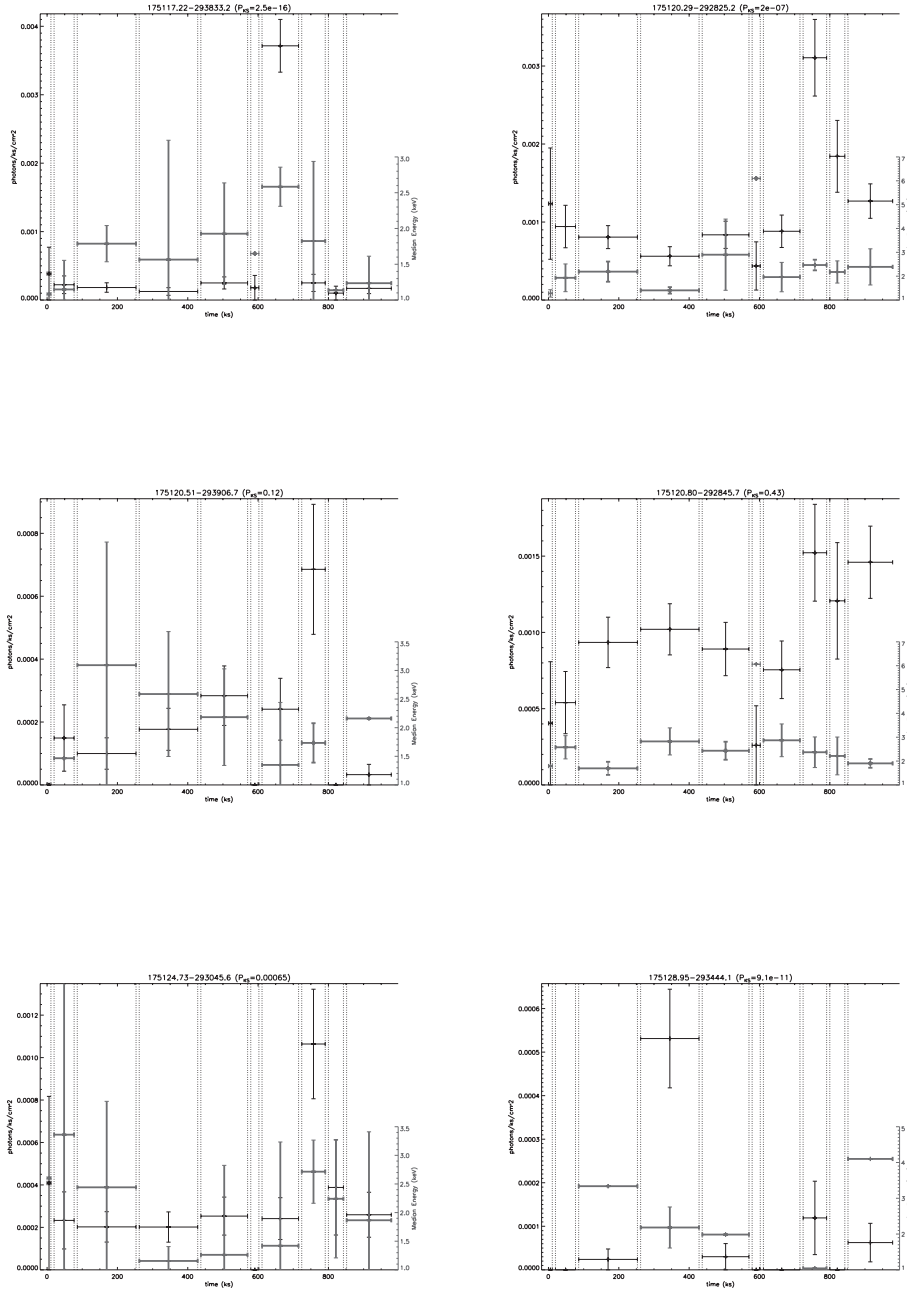 175117.22-293833.2 (PKS=2.5e-16)
0.004
0.003
0.002
0.001
0.000
photons/ks/cm2
3.0
2.5
2.0
1.5
1.0
Median Energy (keV)
0 200 400 600 800
time (ks)
175120.29-292825.2 (PKS=2e-07)
0.003
0.002
0.001
0.000
photons/ks/cm2
7
6
5
4
3
2
1
0 200 400 600 800
time (ks)
175120.51-293906.7 (PKS=0.12)
0.0008
0.0006
0.0004
0.0002
0.0000
photons/ks/cm2
3.5
3.0
2.5
2.0
1.5
1.0
Median Energy (keV)
0 200 400 600 800
time (ks)
175120.80-292845.7 (PKS=0.43)
0.0015
0.0010
0.0005
0.0000
photons/ks/cm2
7
6
5
4
3
2
1
0 200 400 600 800
time (ks)
175124.73-293045.6 (PKS=0.00065)
0.0012
0.0010
0.0008
0.0006
0.0004
0.0002
0.0000
photons/ks/cm2
3.5
3.0
2.5
2.0
1.5
1.0
Median Energy (keV)
0 200 400 600 800
time (ks)
175128.95-293444.1 (PKS=9.1e-11)
0.0006
0.0005
0.0004
0.0003
0.0002
0.0001
0.0000
photons/ks/cm2
5
4
3
2
1
0 200 400 600 800
time (ks)